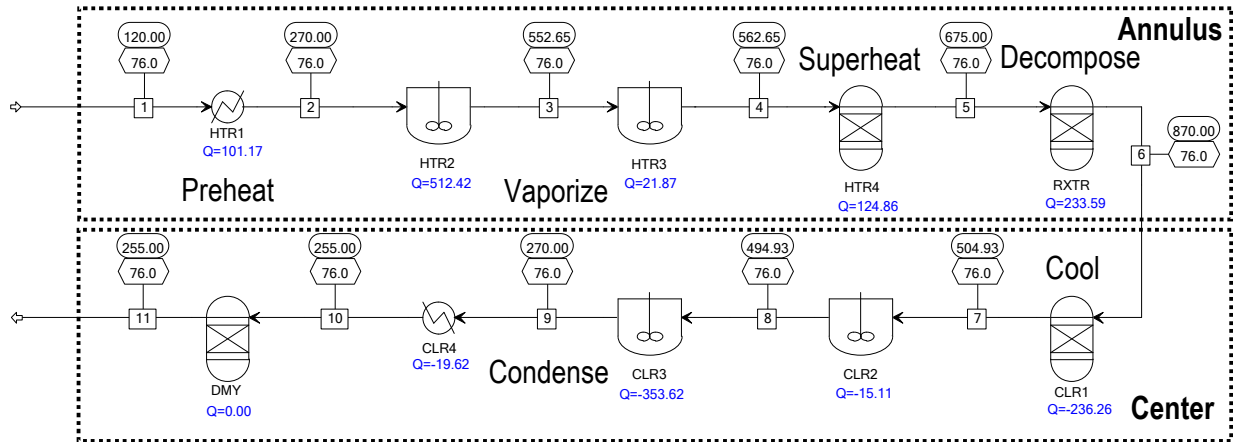 Annulus
120.00
76.0
270.00
76.0
552.65
76.0
562.65
76.0
Superheat
675.00
76.0
Decompose
1
2
3
4
5
870.00
76.0
6
HTR1
Q=101.17
HTR2
Q=512.42
HTR3
Q=21.87
HTR4
Q=124.86
RXTR
Q=233.59
Preheat
Vaporize
255.00
76.0
255.00
76.0
270.00
76.0
494.93
76.0
504.93
76.0
Cool
11
10
9
8
7
DMY
Q=0.00
CLR4
Q=-19.62
Condense
CLR3
Q=-353.62
CLR2
Q=-15.11
CLR1
Q=-236.26
Center